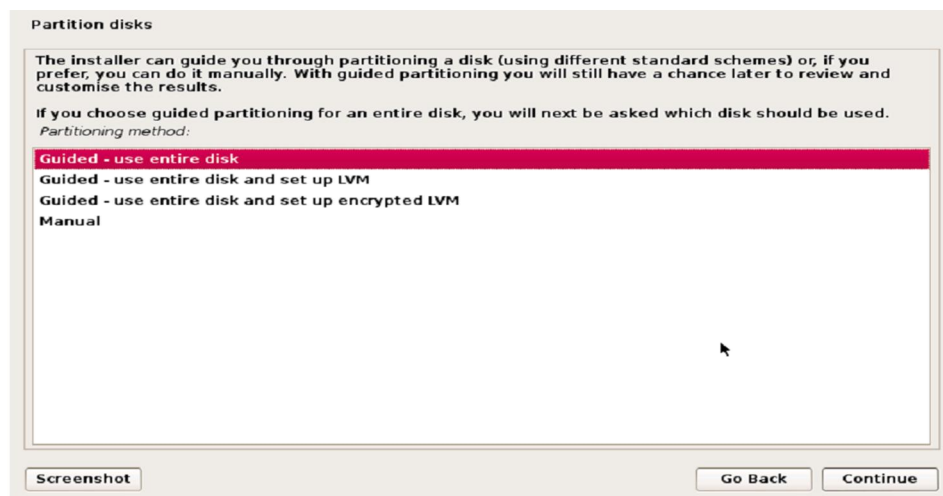 Partition disks
The installer can guide you through partitioning a disk (using different standard schemes) or, if you
prefer, you can do it manually. With guided partitioning you will still have a chance later to review and
customise the results.
If you choose guided partitioning for an entire disk, you will next be asked which disk should be used.
Partitioning method:
Guided - use entire disk
Guided - use entire disk and set up LVM
Guided - use entire disk and set up encrypted LVM
Manual
Screenshot
Go Back
Continue